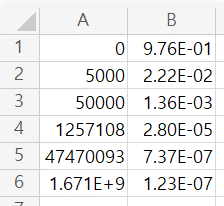 A B
1 0 9.76E-01
2 5000 2.22E-02
3 50000 1.36E-03
4 1257108 2.80E-05
5 47470093 7.37E-07
6 1.671E+9 1.23E-07